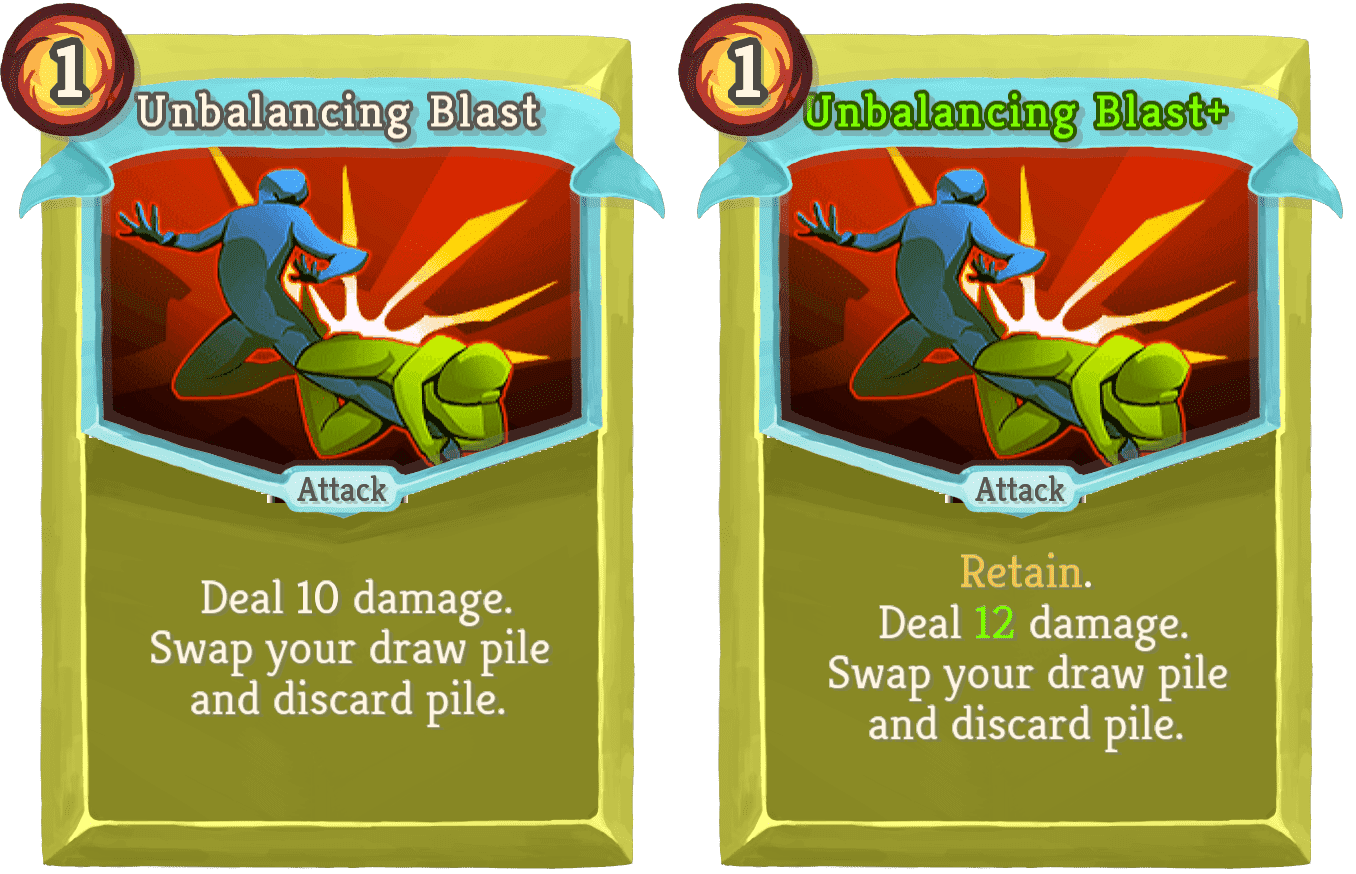 1
Unbalancing Blast
Attack
Deal 10 damage.
Swap your draw pile
and discard pile.
1
Unbalancing Blast+
Attack
Retain.
Deal 12 damage.
Swap your draw pile
and discard pile.